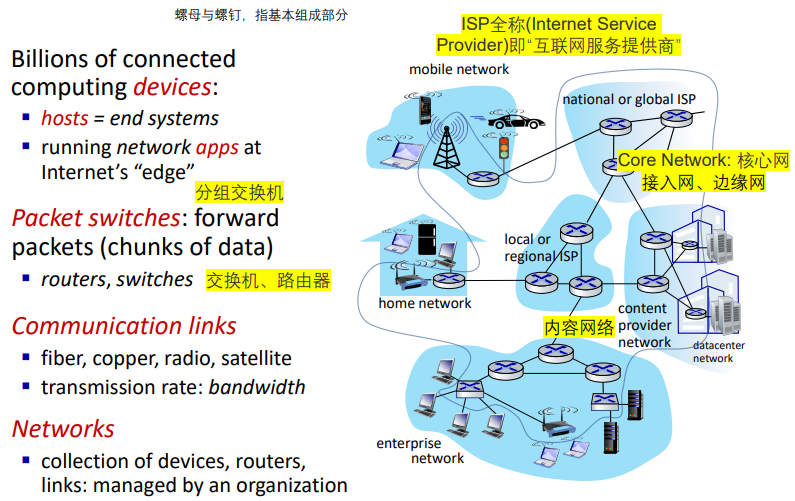 螺母与螺钉，指基本组成部分
Billions of connected
computing devices:
▪ hosts = end systems
▪ running network apps at
Internet’s “edge”
分组交换机
Packet switches: forward
packets (chunks of data)
▪ routers, switches 交换机、路由器
Communication links
▪ fiber, copper, radio, satellite
▪ transmission rate: bandwidth
Networks
▪ collection of devices, routers,
links: managed by an organization
ISP全称(Internet Service
Provider)即“互联网服务提供商”
mobile network
national or global ISP
Core Network: 核心网
接入网、边缘网
local or
regional ISP
home network
内容网络
content
provider
network
datacenter
network
enterprise
network